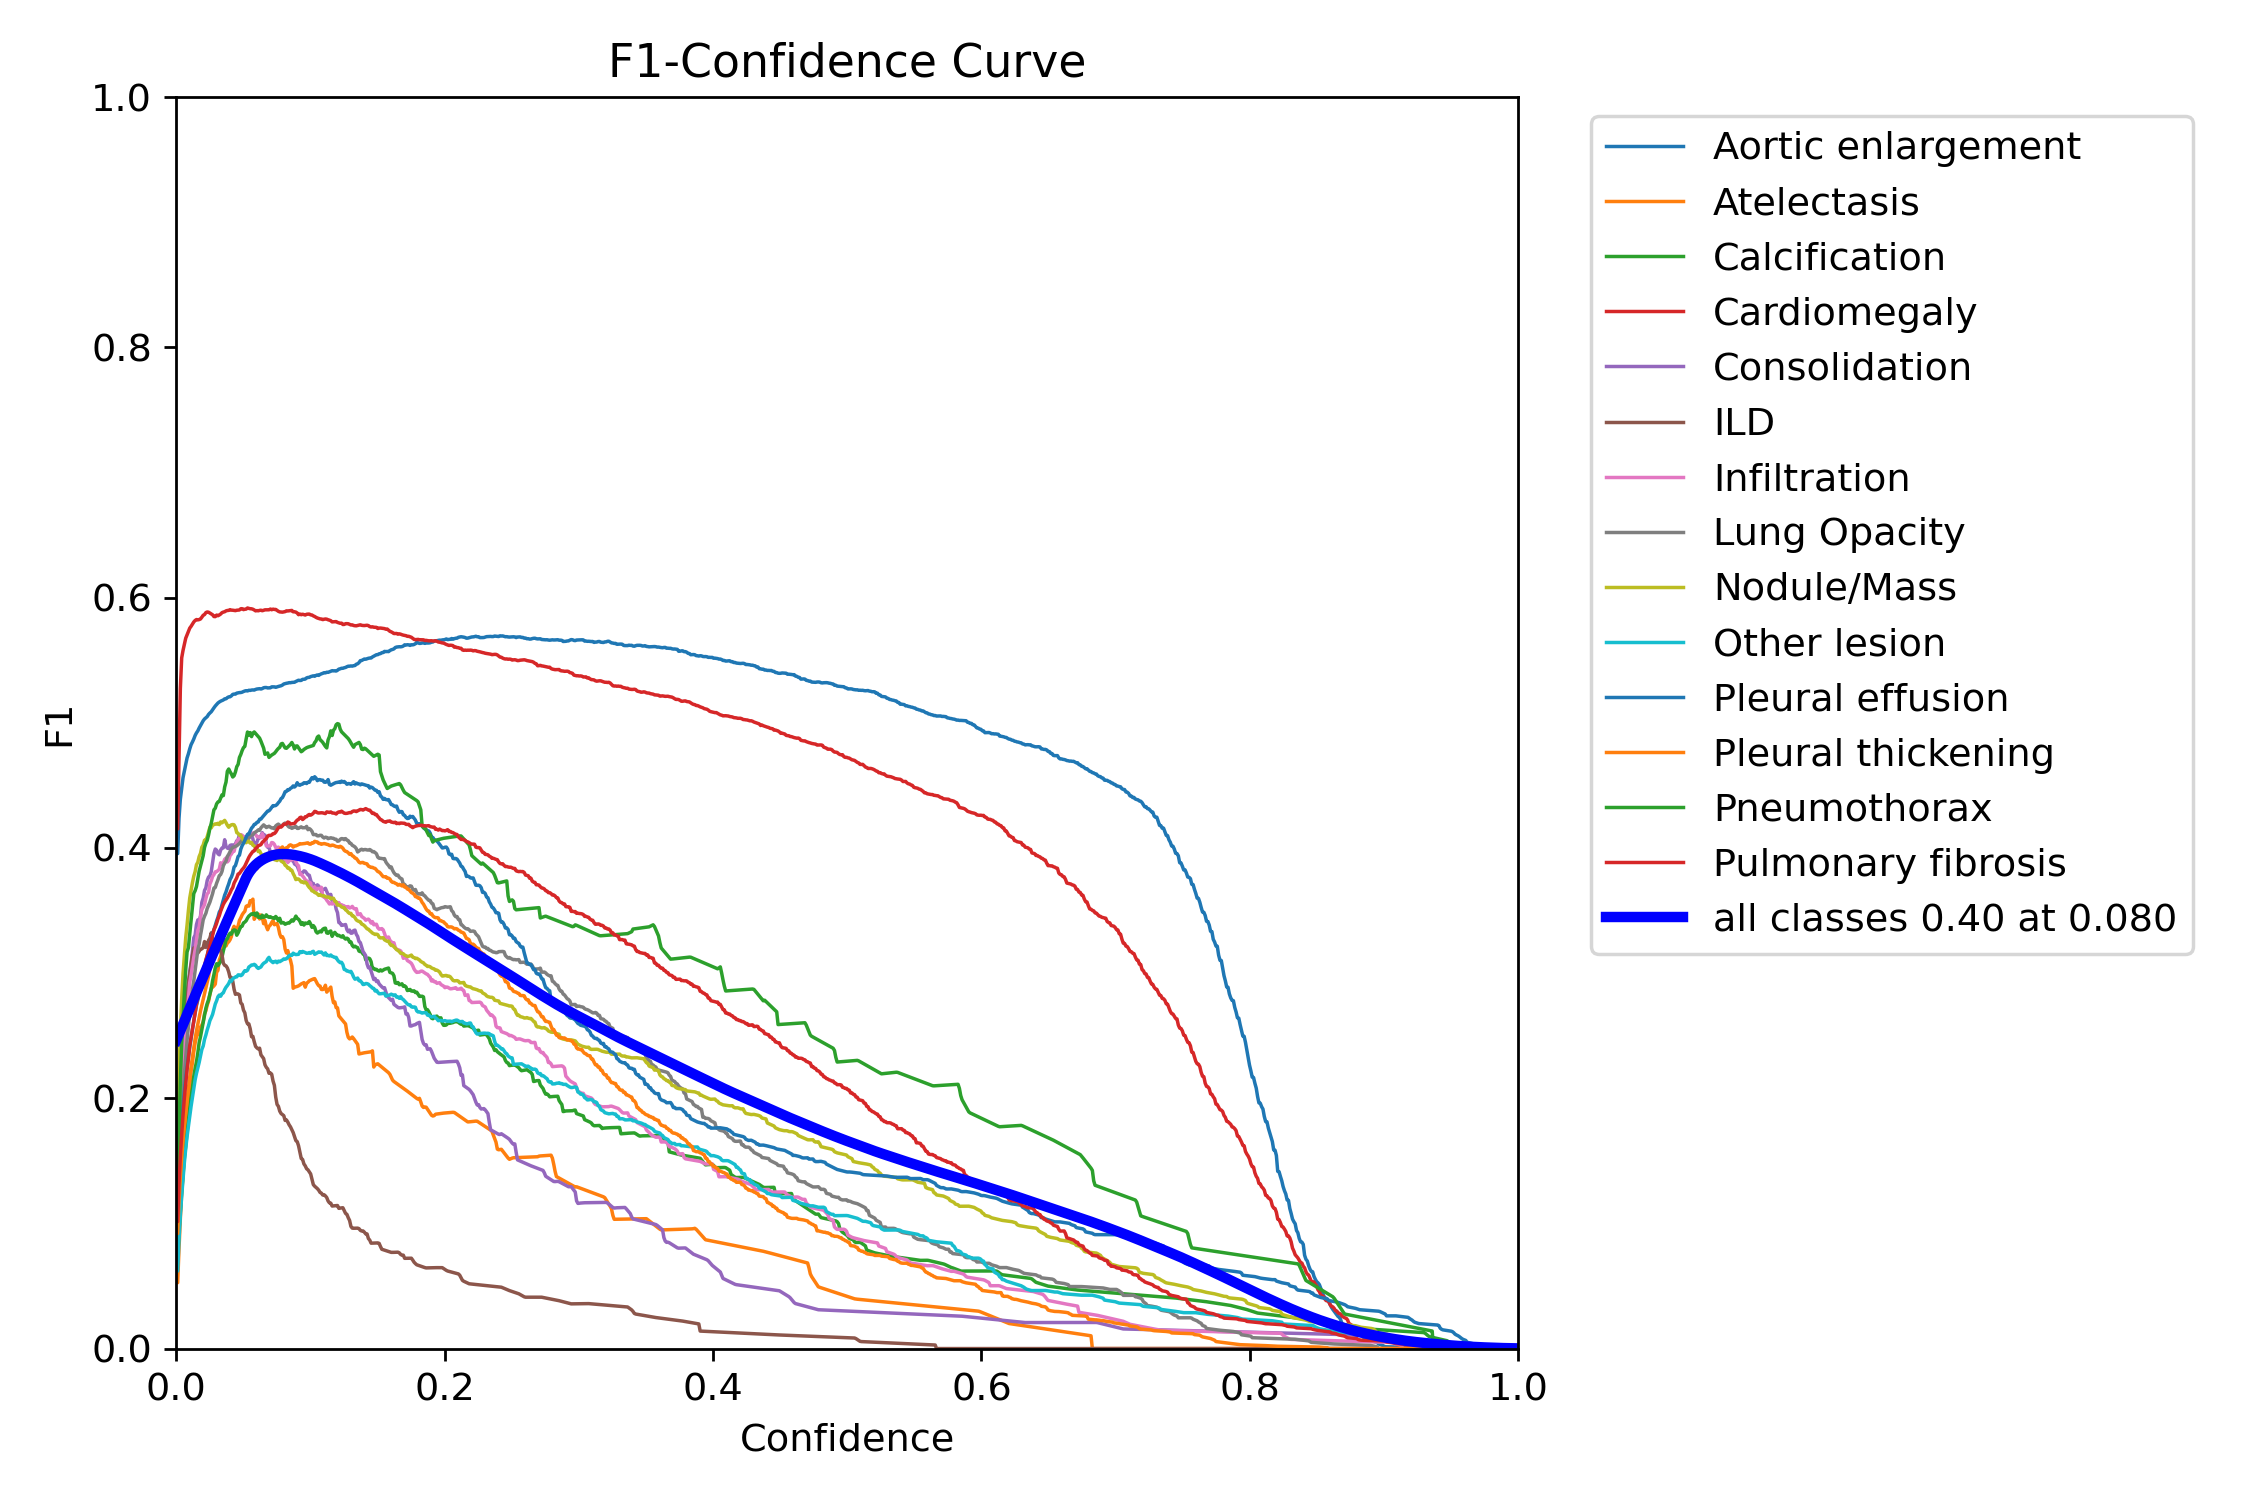 F1-Confidence Curve
1.0
0.8
0.6
0.4
0.2
0.0
F1
0.0 0.2 0.4 0.6 0.8 1.0
Confidence
Aortic enlargement
Atelectasis
Calcification
Cardiomegaly
Consolidation
ILD
Infiltration
Lung Opacity
Nodule/Mass
Other lesion
Pleural effusion
Pleural thickening
Pneumothorax
Pulmonary fibrosis
all classes 0.40 at 0.080